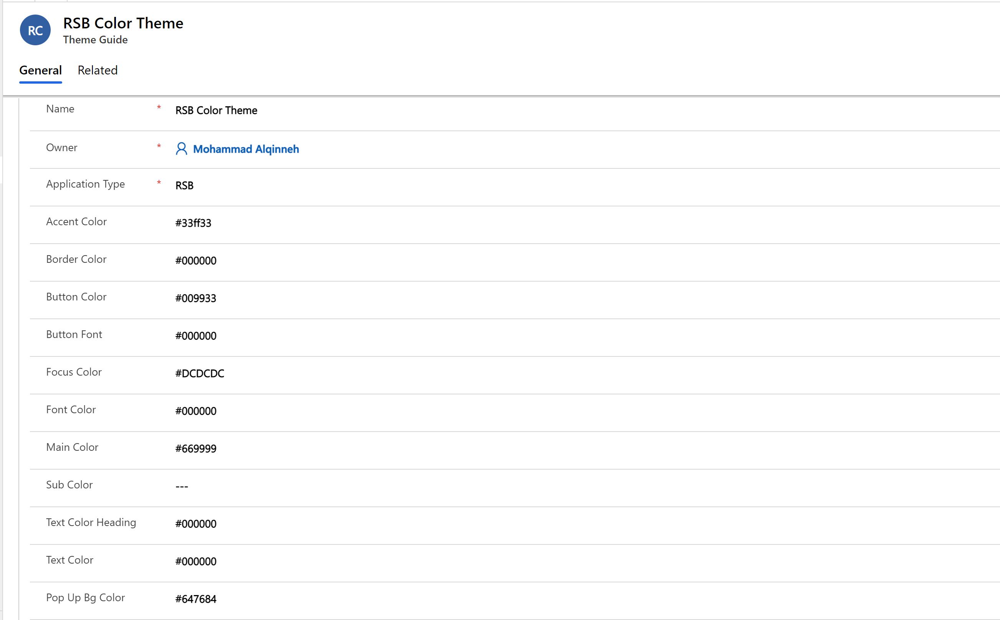 RC
RSB Color Theme
Theme Guide
General Related
Name * RSB Color Theme
Owner * Mohammad Alqinneh
Application Type * RSB
Accent Color #33ff33
Border Color #000000
Button Color #009933
Button Font #000000
Focus Color #DCDCDC
Font Color #000000
Main Color #669999
Sub Color ---
Text Color Heading #000000
Text Color #000000
Pop Up Bg Color #647684